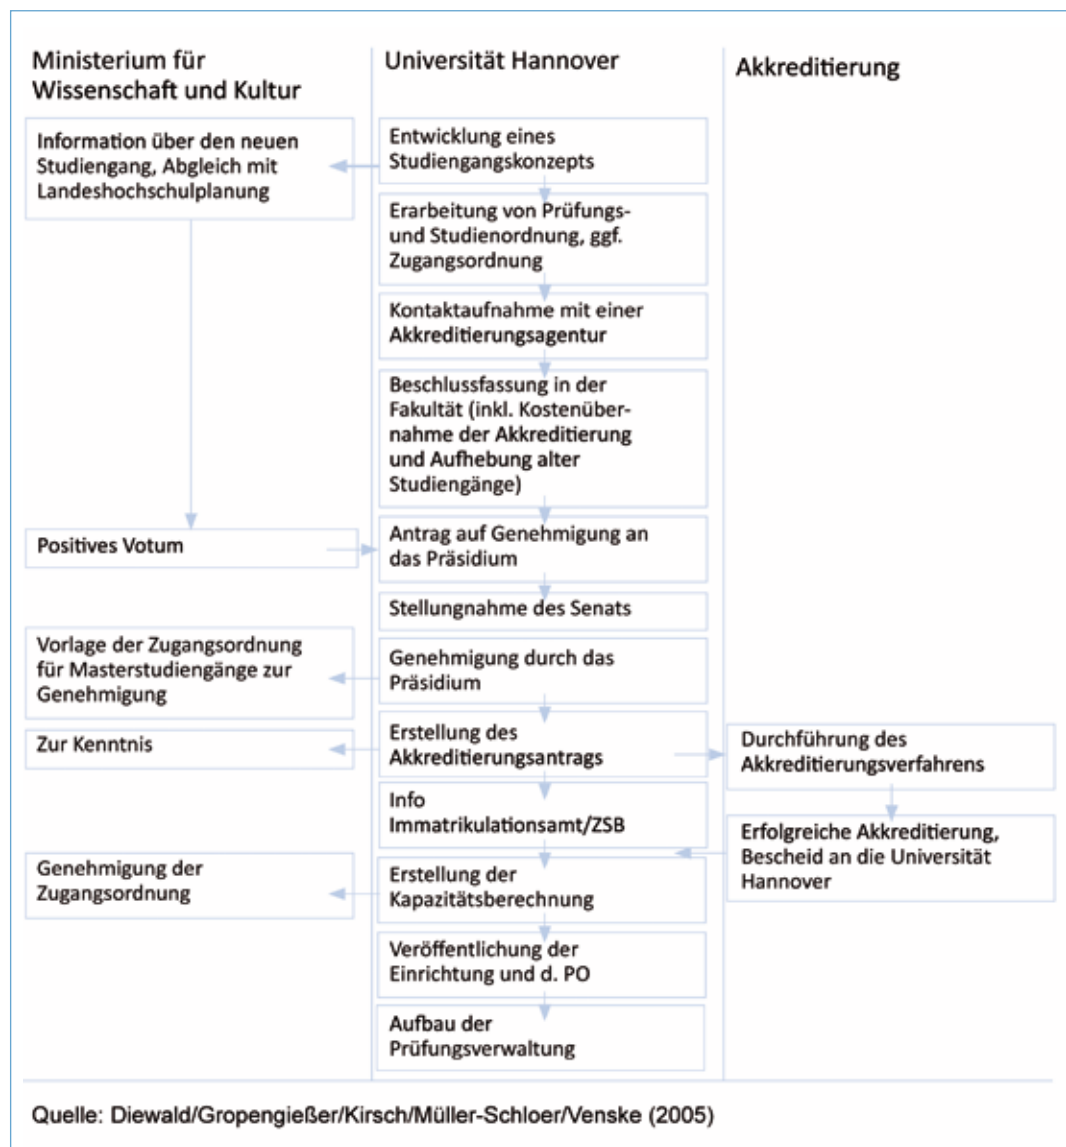 Ministerium für
Wissenschaft und Kultur
Information über den neuen
Studiengang, Abgleich mit
Landeshochschulplanung
Positives Votum
Vorlage der Zugangsordnung
für Masterstudiengänge zur
Genehmigung
Zur Kenntnis
Genehmigung der
Zugangsordnung
Universität Hannover
Entwicklung eines
Studiengangskonzepts
Erarbeitung von Prüfungs-
und Studienordnung, ggf.
Zugangsordnung
Kontaktaufnahme mit einer
Akkreditierungsagentur
Beschlussfassung in der
Fakultät (inkl. Kostenüber-
nahme der Akkreditierung
und Aufhebung alter
Studiengänge)
Antrag auf Genehmigung an
das Präsidium
Stellungnahme des Senats
Genehmigung durch das
Präsidium
Erstellung des
Akkreditierungsantrags
Info
Immatrikulationsamt/ZSB
Erstellung der
Kapazitätsberechnung
Veröffentlichung der
Einrichtung und d. PO
Aufbau der
Prüfungsverwaltung
Akkreditierung
Durchführung des
Akkreditierungsverfahrens
Erfolgreiche Akkreditierung,
Bescheid an die Universität
Hannover
Quelle: Diewald/Gropengießer/Kirsch/Müller-Schloer/Venske (2005)